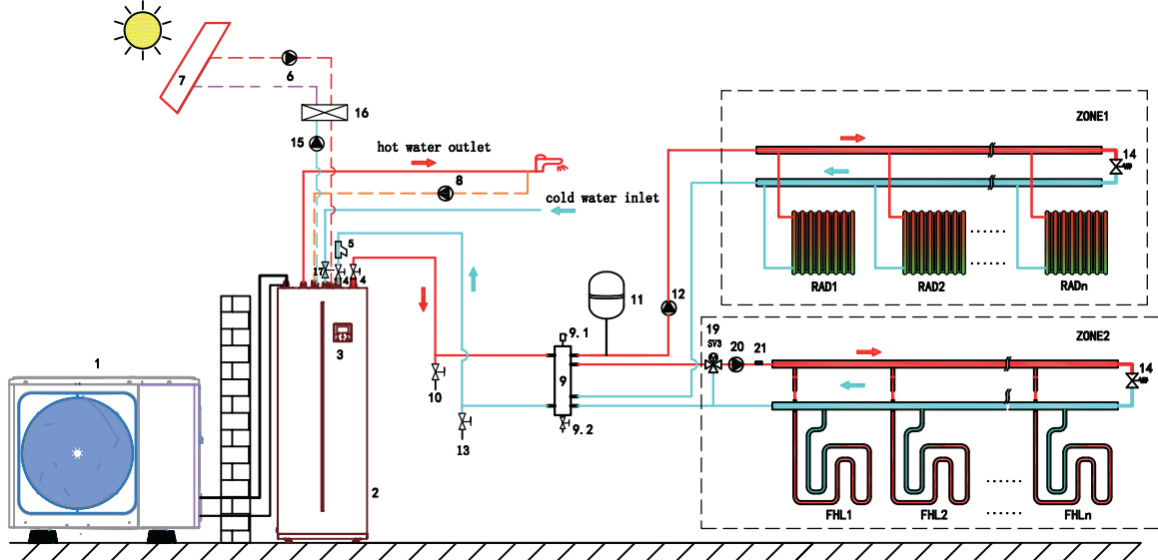 7
6
16
15
hot water outlet
8
cold water inlet
5
17
4
4
3
1
2
10
13
11
9.1
9
9.2
12
ZONE1
14
RAD1
RAD2
RADn
......
......
ZONE2
19
SV3
20
21
14
FHL1
FHL2
FHLn
......
......